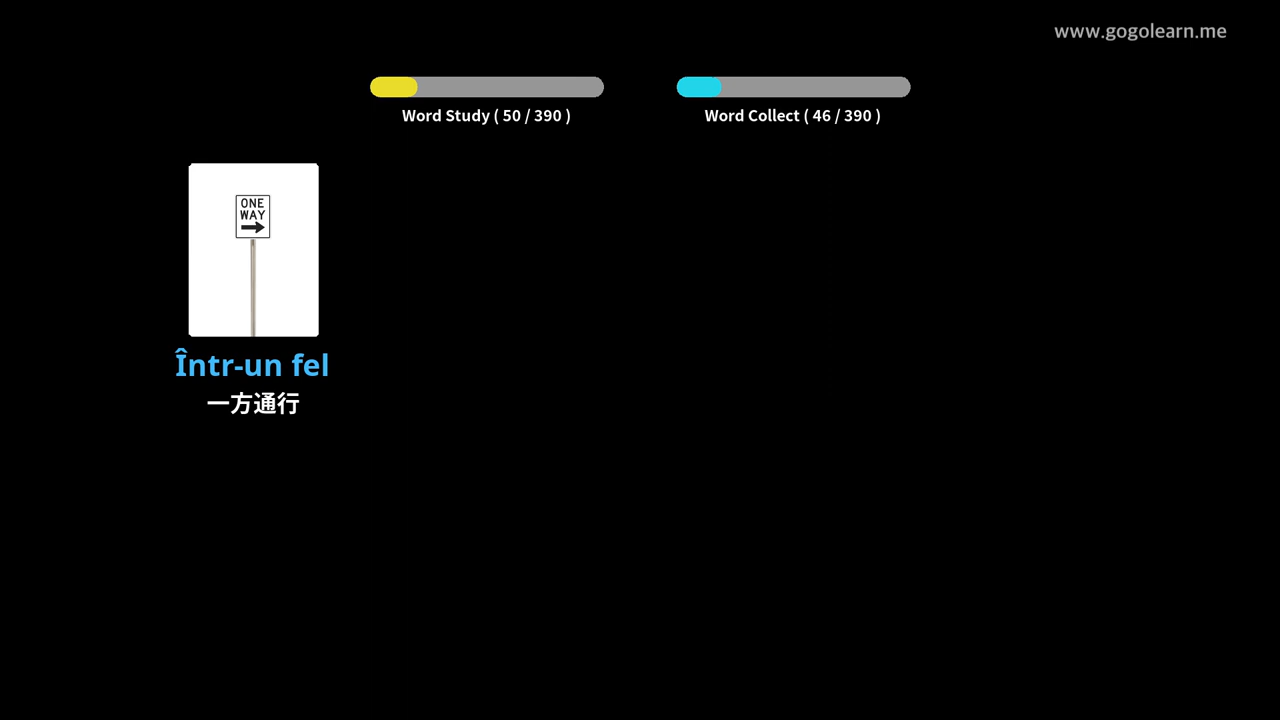 www.gogolearn.me
Word Study ( 50 / 390 )
Word Collect ( 46 / 390 )
ONE
WAY
Într-un fel
一方通行